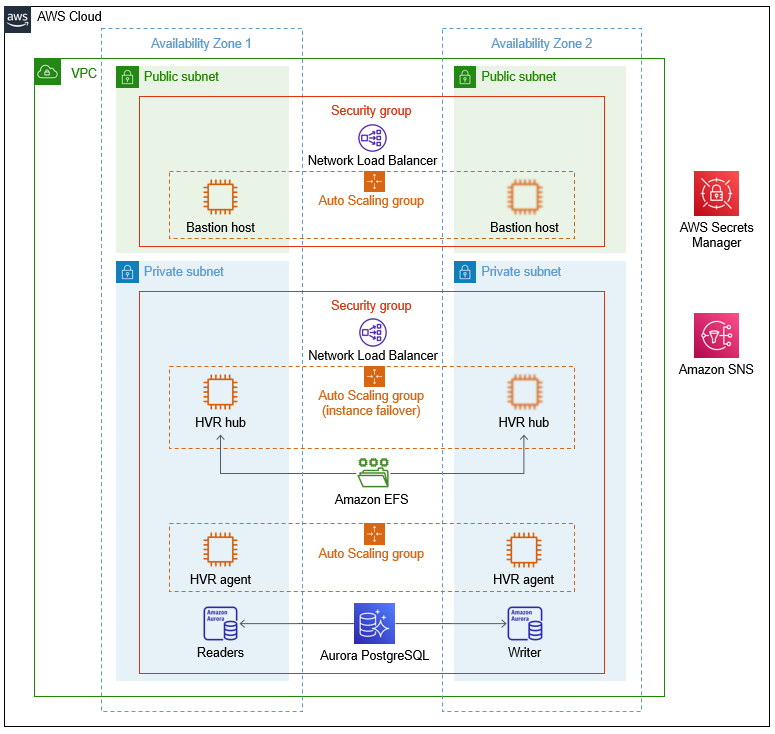 aws
AWS Cloud
Availability Zone 1
Availability Zone 2
VPC
Public subnet
Public subnet
Security group
Network Load Balancer
Auto Scaling group
Bastion host
Bastion host
AWS Secrets
Manager
Private subnet
Private subnet
Security group
Network Load Balancer
Auto Scaling group
(instance failover)
HVR hub
HVR hub
Amazon SNS
Amazon EFS
Auto Scaling group
HVR agent
HVR agent
Amazon
Aurora
Amazon
Aurora
Readers
Aurora PostgreSQL
Writer